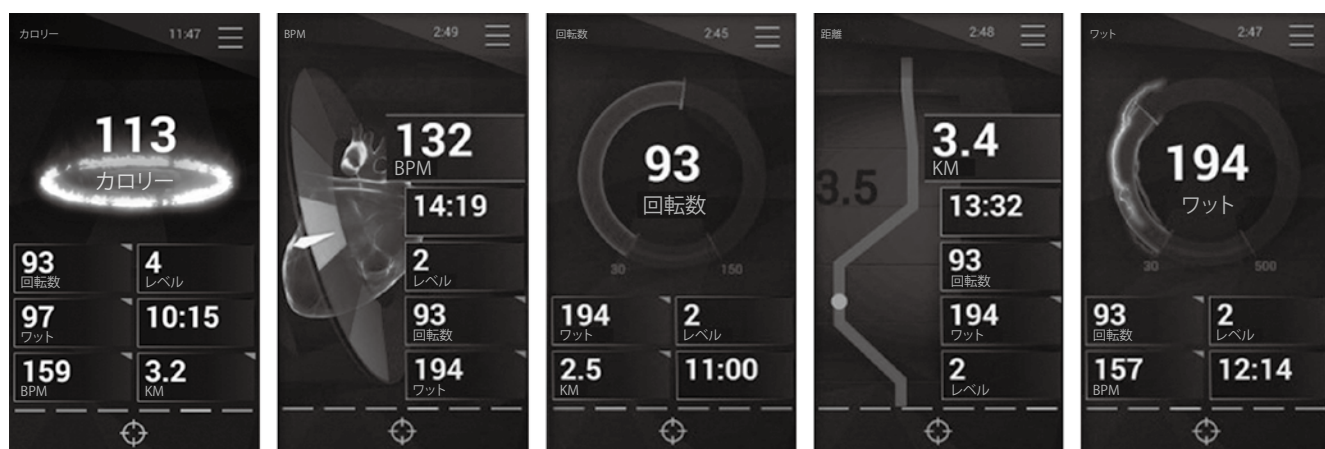 カロリー 11:47
113
カロリー
93 4
回転数 レベル
97 10:15
ワット
159 3.2
BPM KM
BPM 2:49
132
BPM
14:19
2
レベル
93
回転数
194
ワット
回転数 2:45
93
回転数
30 150
194 2
ワット レベル
2.5 11:00
KM
距離 2:48
3.4
KM
3.5
13:32
93
回転数
194
ワット
2
レベル
ワット 2:47
194
ワット
30 500
93 2
回転数 レベル
157 12:14
BPM